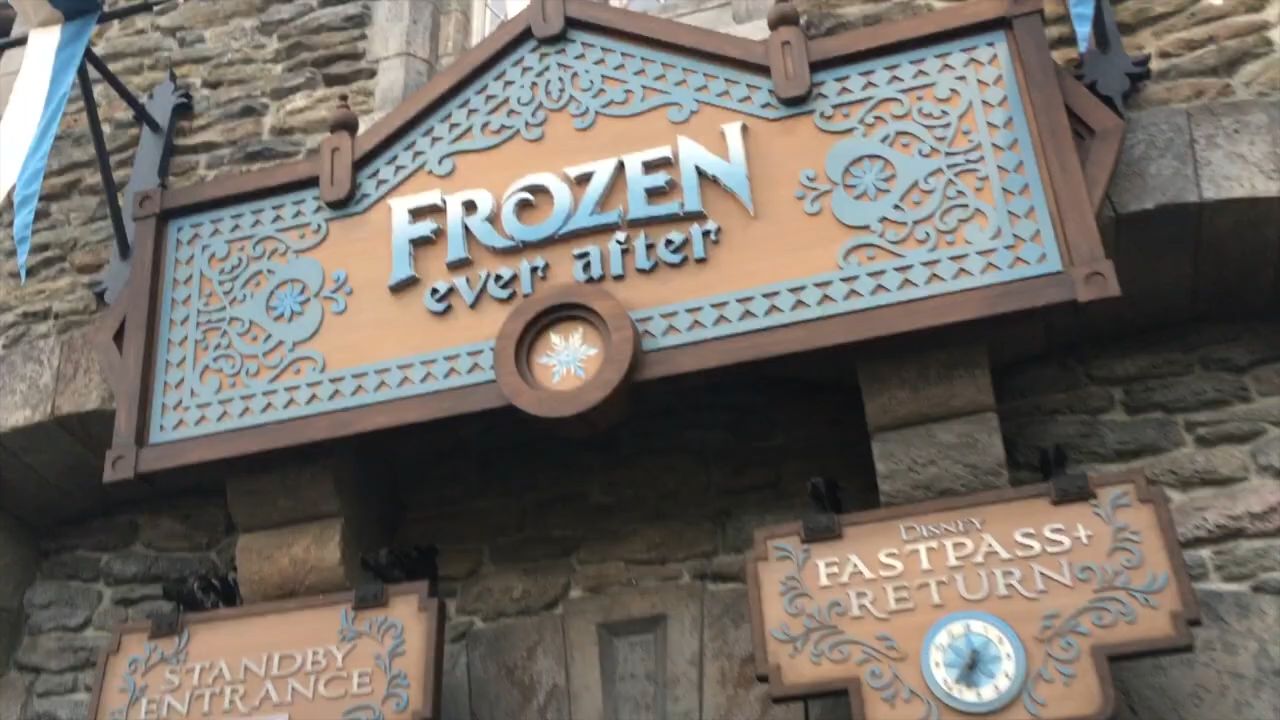 FROZEN
ever after
DISNEY
FASTPASS+
RETURN
STANDBY
ENTRANCE